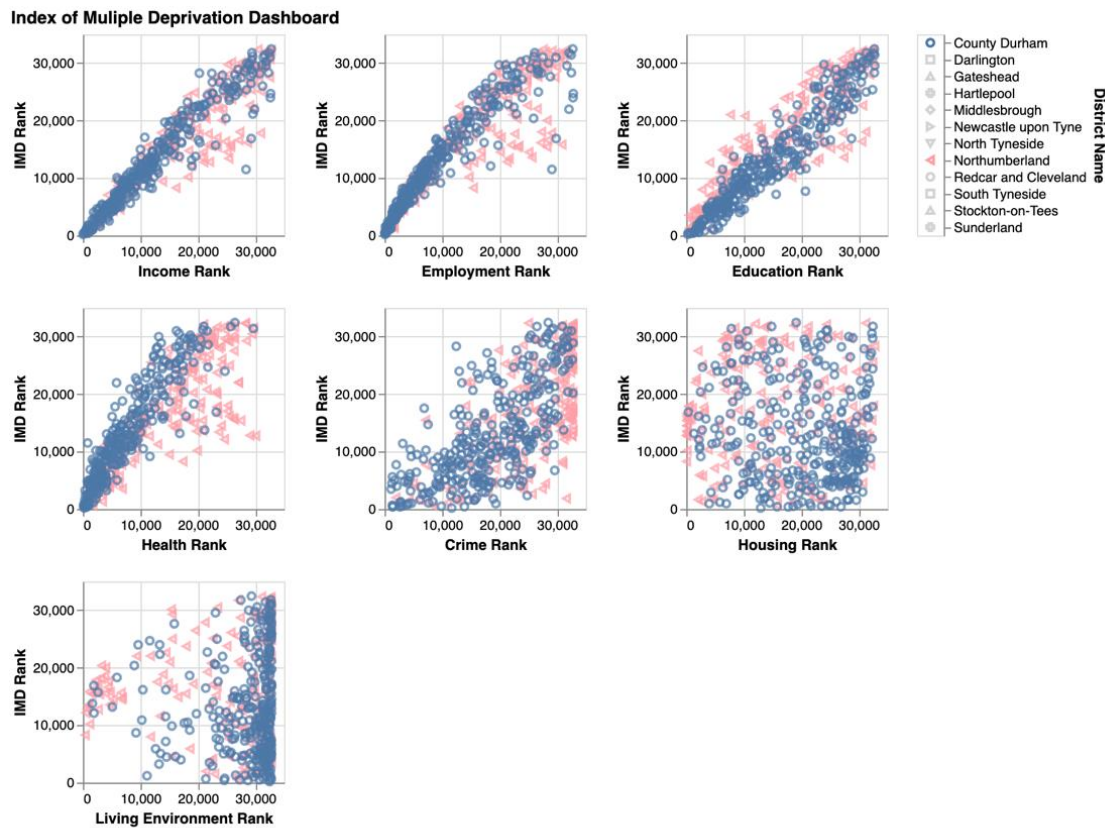 Index of Muliple Deprivation Dashboard
IMD Rank
30,000
20,000
10,000
0
0 10,000 20,000 30,000
Income Rank
IMD Rank
30,000
20,000
10,000
0
0 10,000 20,000 30,000
Employment Rank
IMD Rank
30,000
20,000
10,000
0
0 10,000 20,000 30,000
Education Rank
County Durham
Darlington
Gateshead
Hartlepool
Middlesbrough
Newcastle upon Tyne
North Tyneside
Northumberland
Redcar and Cleveland
South Tyneside
Stockton-on-Tees
Sunderland
District Name
IMD Rank
30,000
20,000
10,000
0
0 10,000 20,000 30,000
Health Rank
IMD Rank
30,000
20,000
10,000
0
0 10,000 20,000 30,000
Crime Rank
IMD Rank
30,000
20,000
10,000
0
0 10,000 20,000 30,000
Housing Rank
IMD Rank
30,000
20,000
10,000
0
0 10,000 20,000 30,000
Living Environment Rank